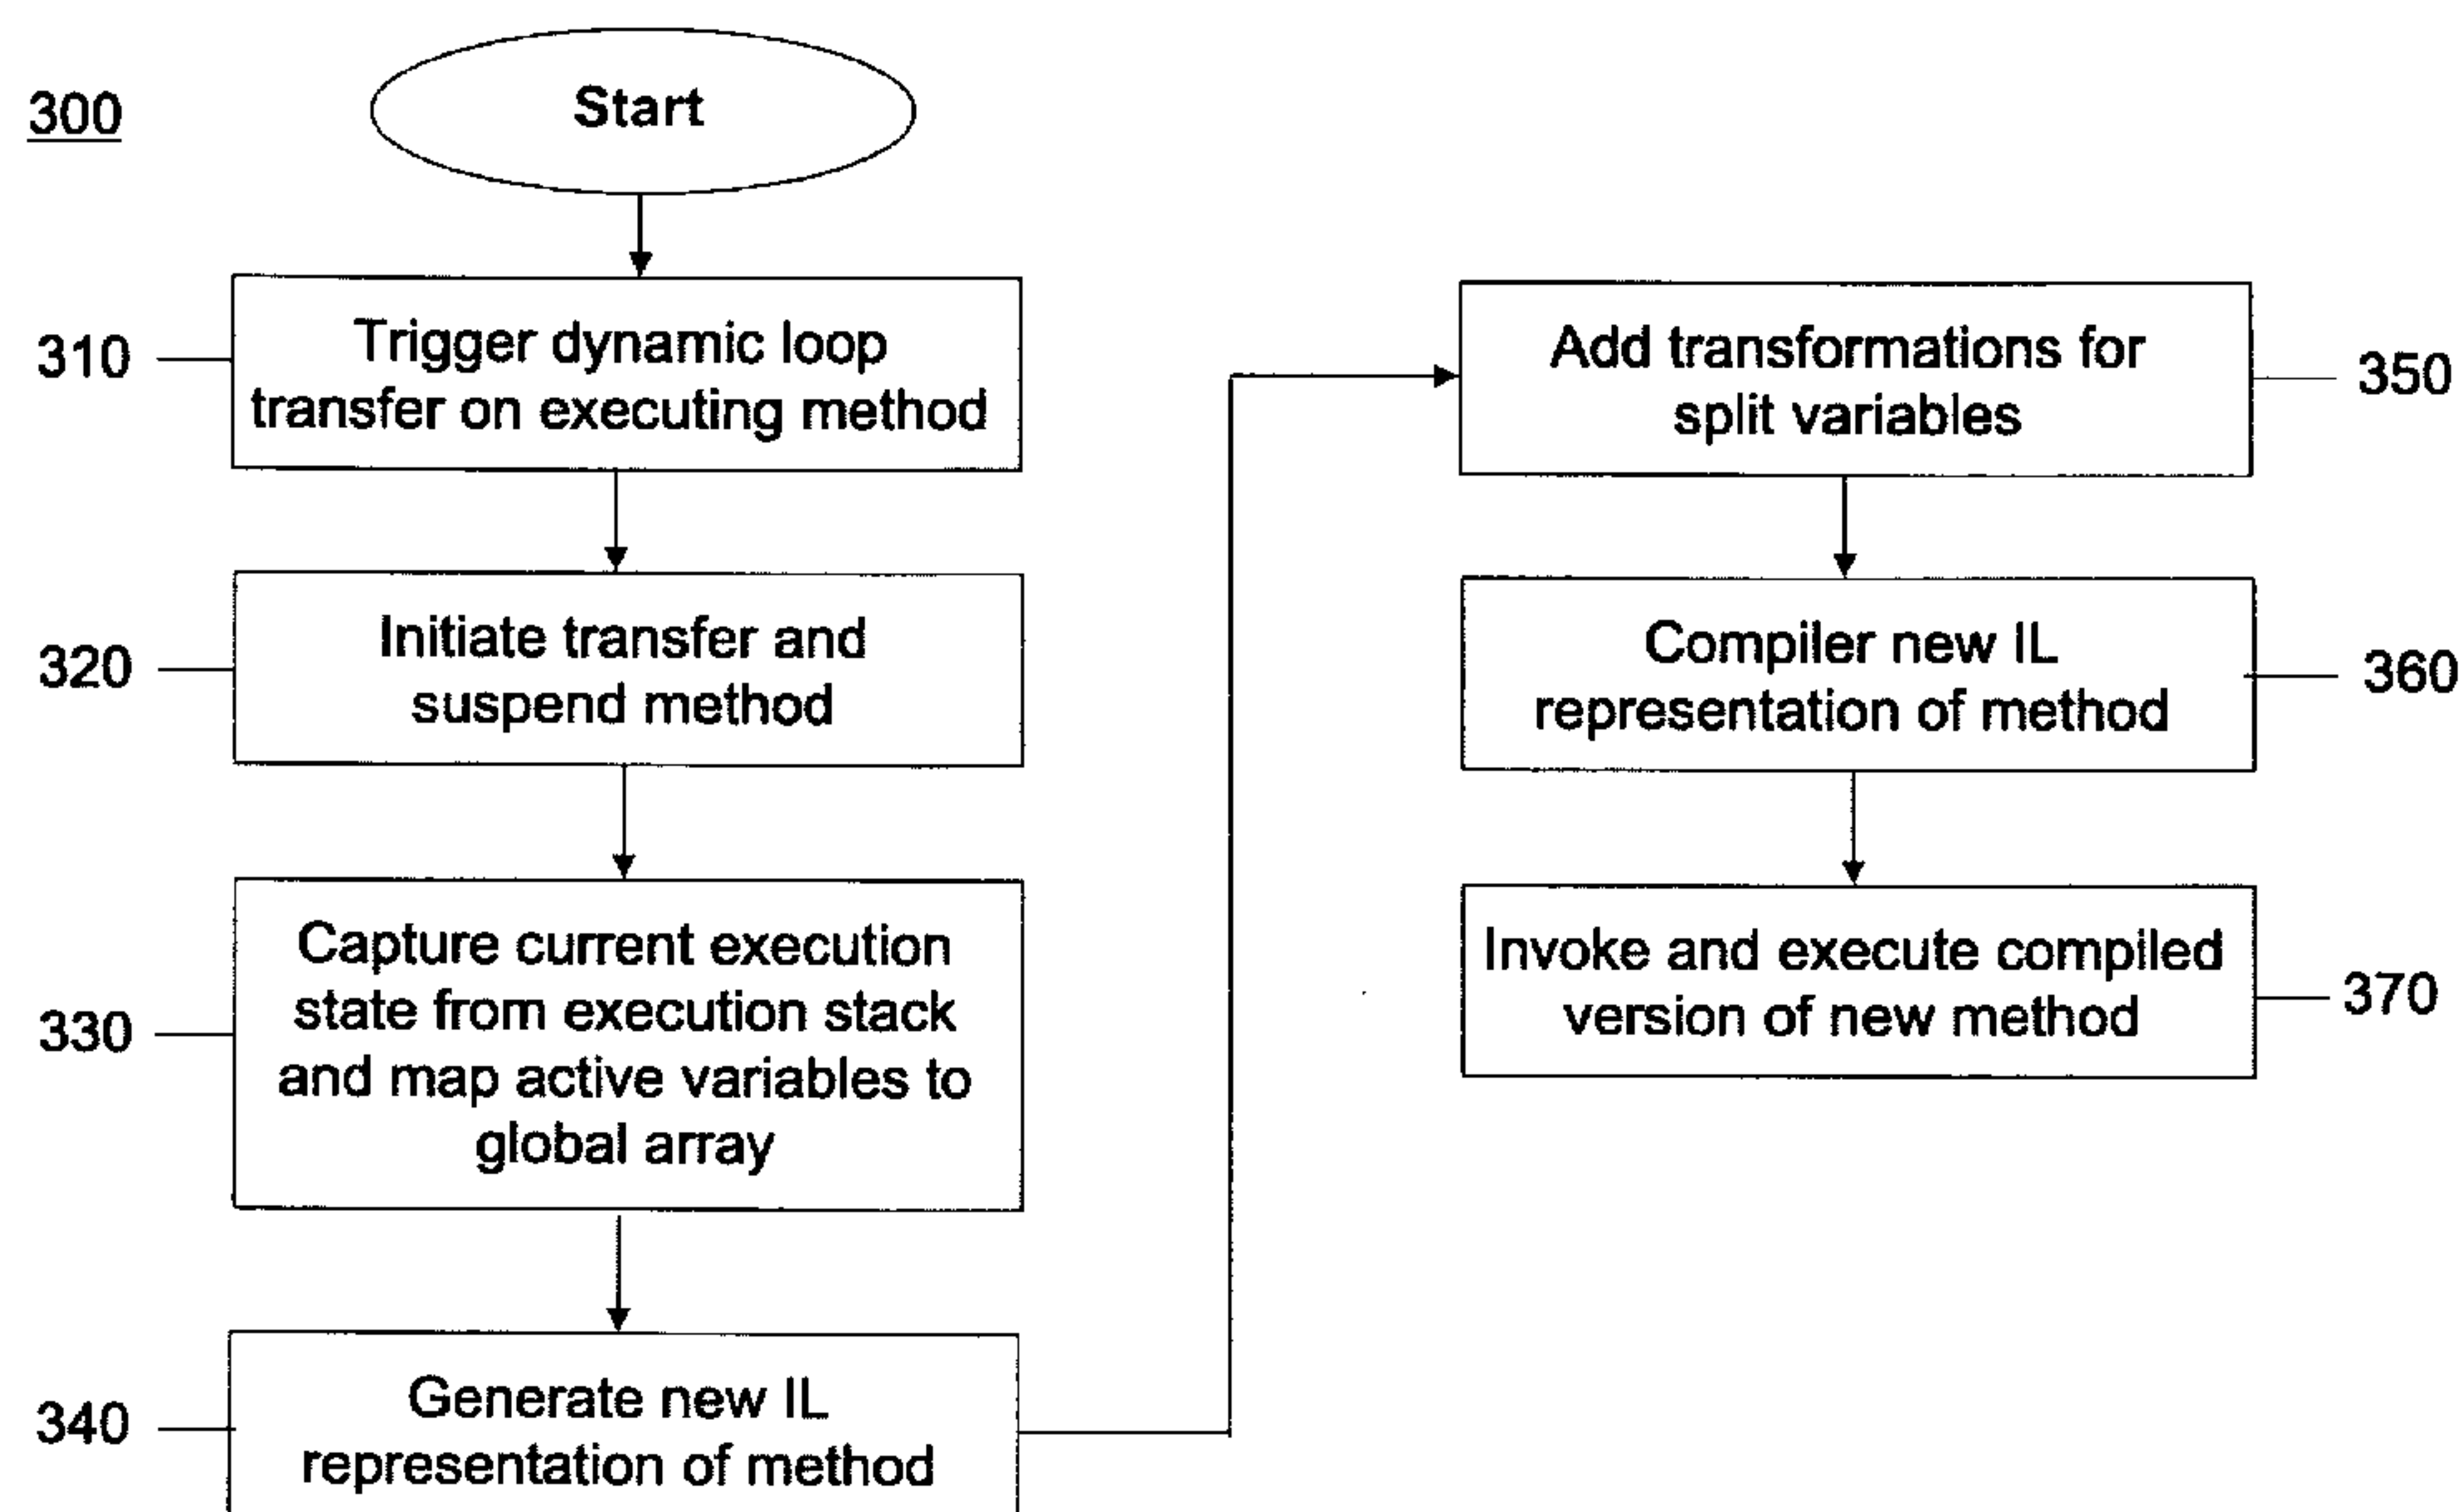 300
Start
310
Trigger dynamic loop
transfer on executing method
320
Initiate transfer and
suspend method
330
Capture current execution
state from execution stack
and map active variables to
global array
340
Generate new IL
representation of method
Add transformations for
split variables
350
Compiler new IL
representation of method
360
Invoke and execute compiled
version of new method
370